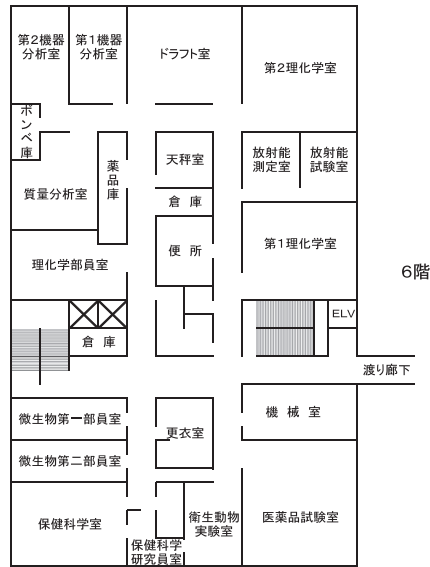 第2機器
分析室
第1機器
分析室
ドラフト室
第2理化学室
ボンベ庫
薬品庫
天秤室
放射能
測定室
放射能
試験室
質量分析室
倉 庫
便 所
第1理化学室
理化学部員室
6階
ELV
倉 庫
渡り廊下
微生物第一部員室
機 械 室
更衣室
微生物第二部員室
保健科学室
衛生動物
実験室
医薬品試験室
保健科学
研究員室